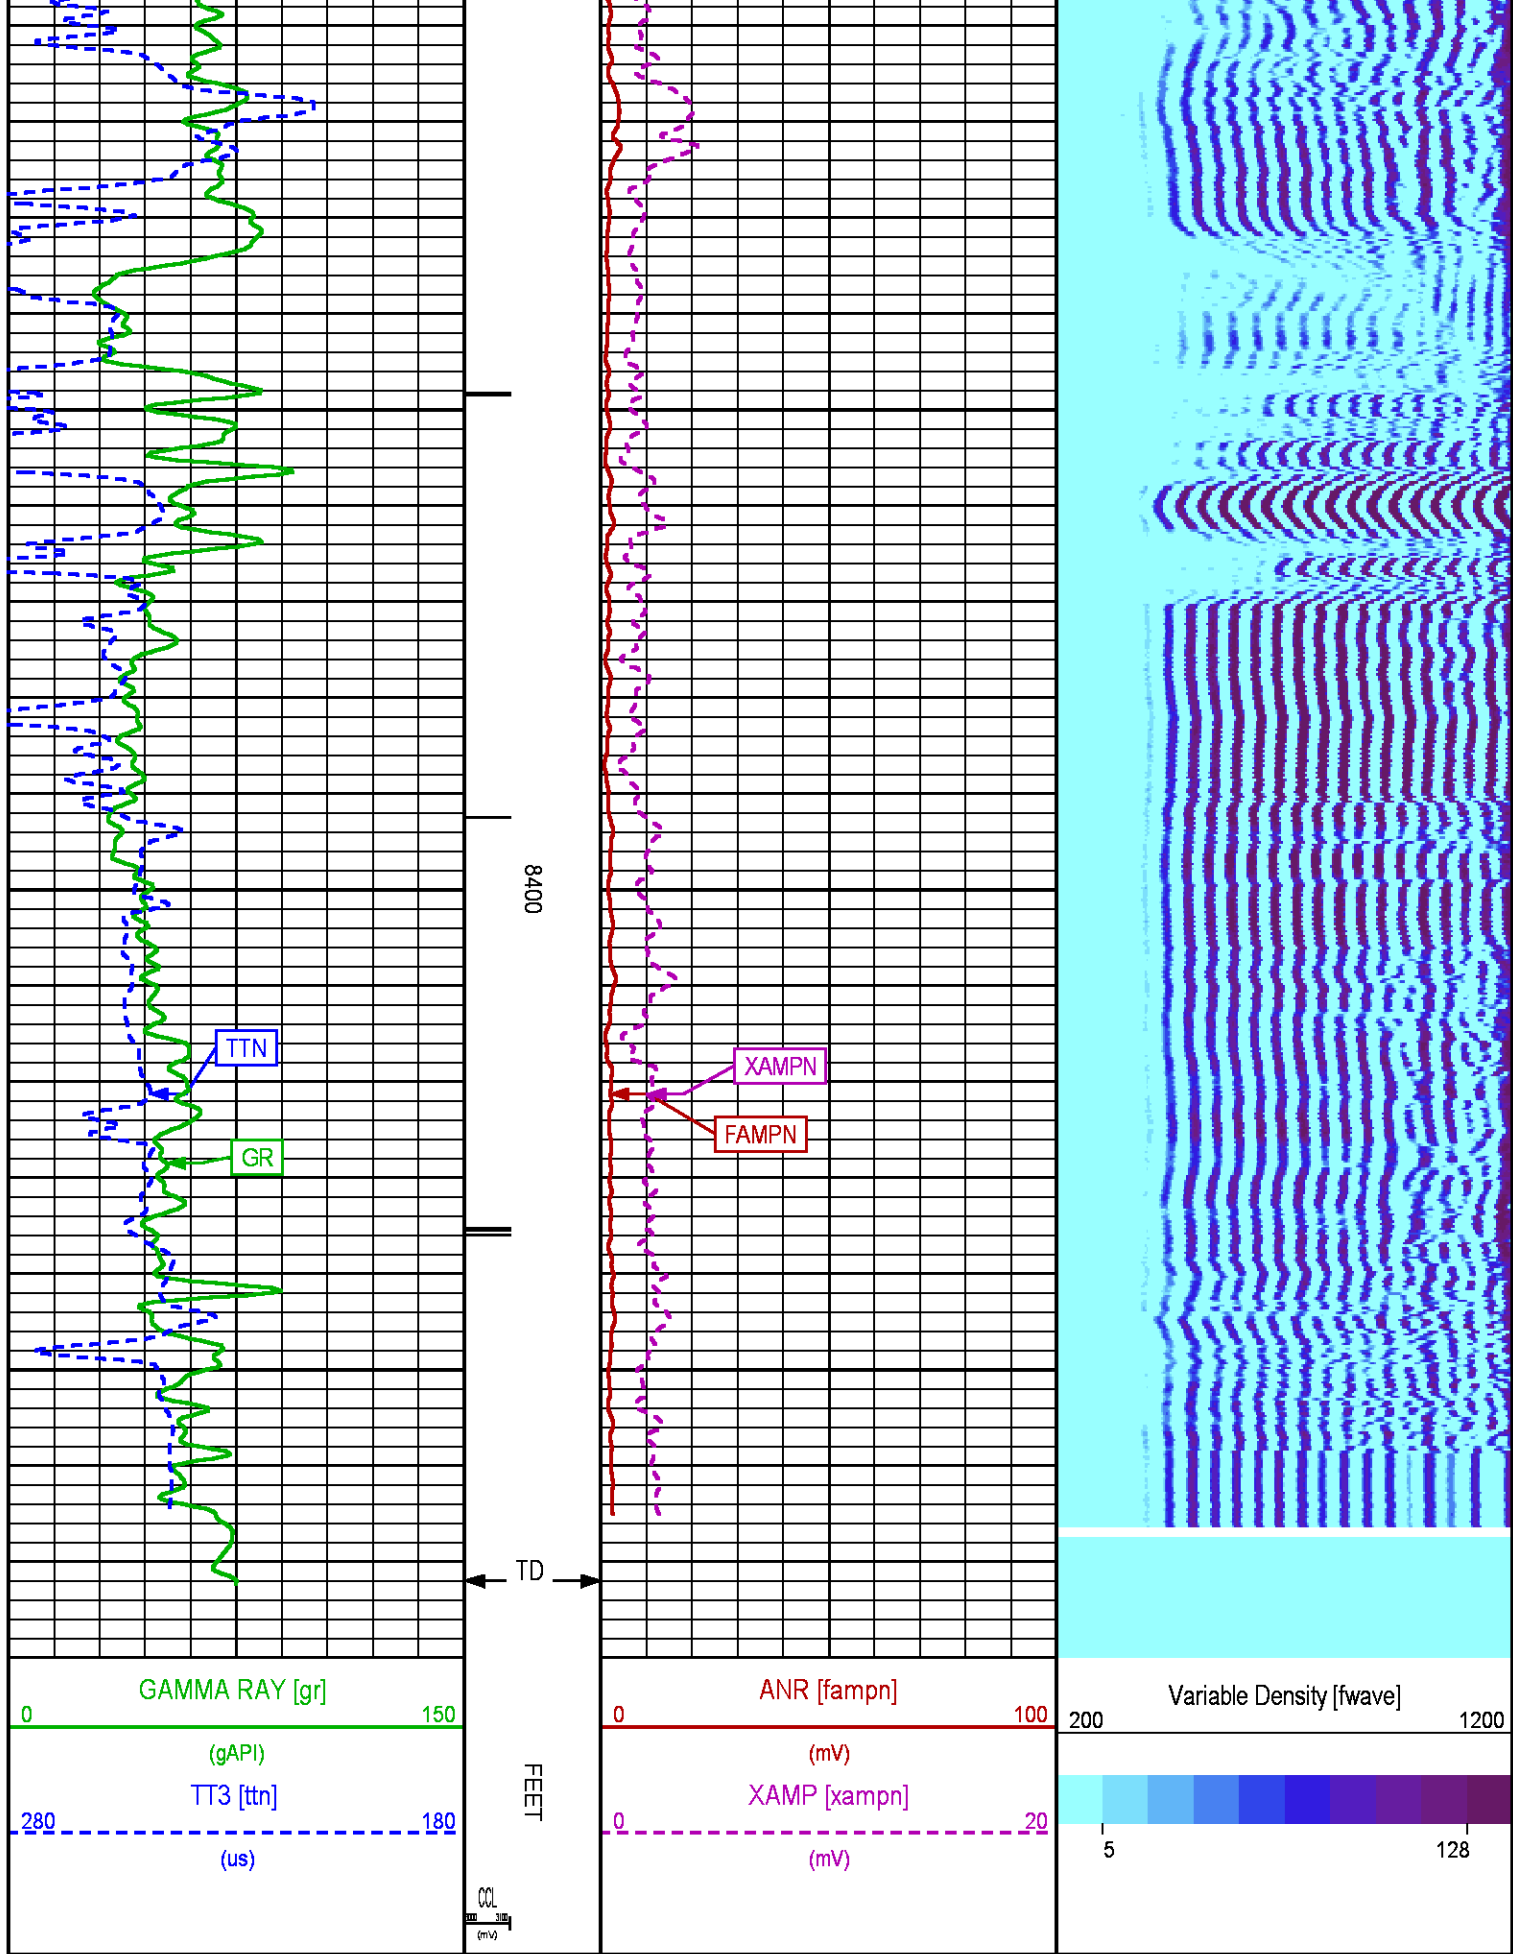 8400
TTN
XAMPN
FAMPN
GR
TD
GAMMA RAY [gr]
0 150
(gAPI)
TT3 [ttn]
280 180
(us)
FEET
CCL
(mV)
ANR [fampn]
0 100
(mV)
XAMP [xampn]
0 20
(mV)
Variable Density [fwave]
200 1200
5 128